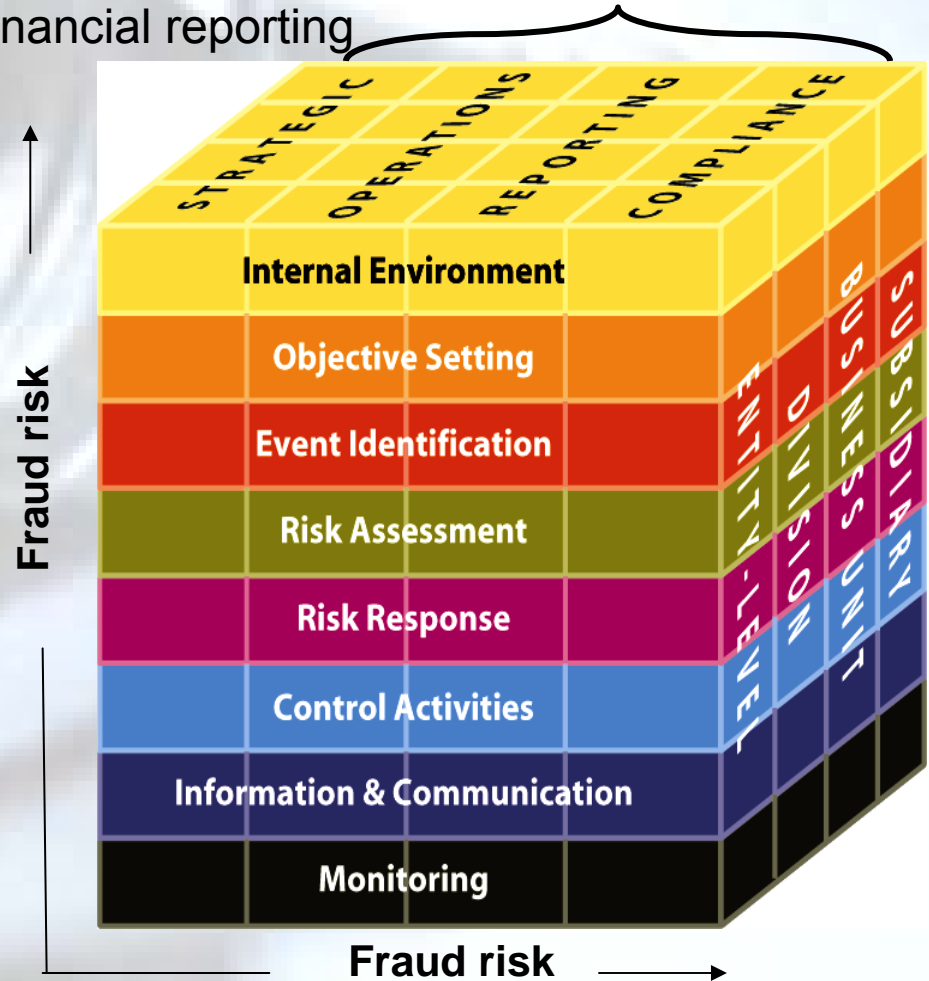 nancial reporting
STRATEGIC
OPERATIONS
REPORTING
COMPLIANCE
Internal Environment
Objective Setting
Event Identification
Risk Assessment
Risk Response
Control Activities
Information & Communication
Monitoring
ENTITY-LEVEL
DIVISION
BUSINESS UNIT
SUBSIDIARY
Fraud risk
Fraud risk